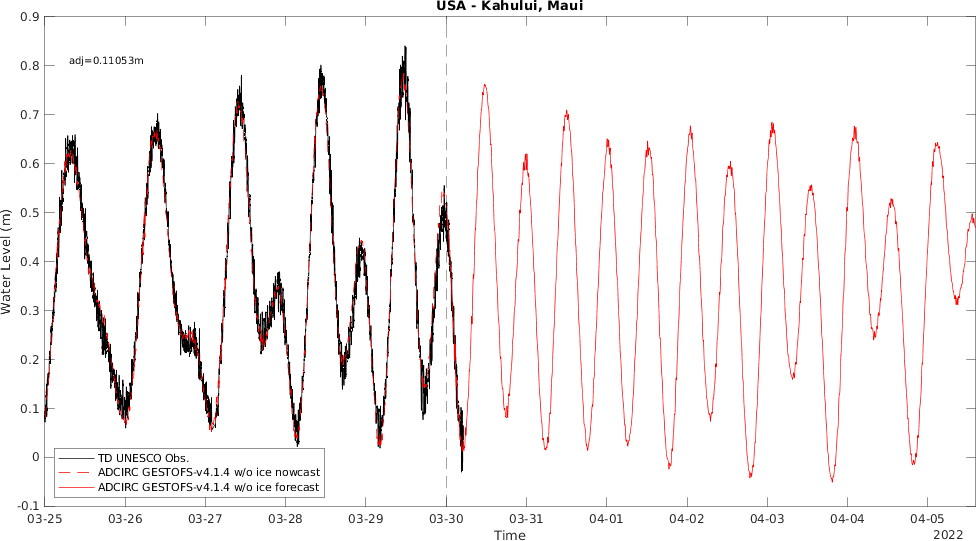 USA - Kahului, Maui
adj=0.11053m
Water Level (m)
0.9
0.8
0.7
0.6
0.5
0.4
0.3
0.2
0.1
0
-0.1
TD UNESCO Obs.
ADCIRC GESTOFS-v4.1.4 w/o ice nowcast
ADCIRC GESTOFS-v4.1.4 w/o ice forecast
03-25 03-26 03-27 03-28 03-29 03-30 03-31 04-01 04-02 04-03 04-04 04-05
Time
2022